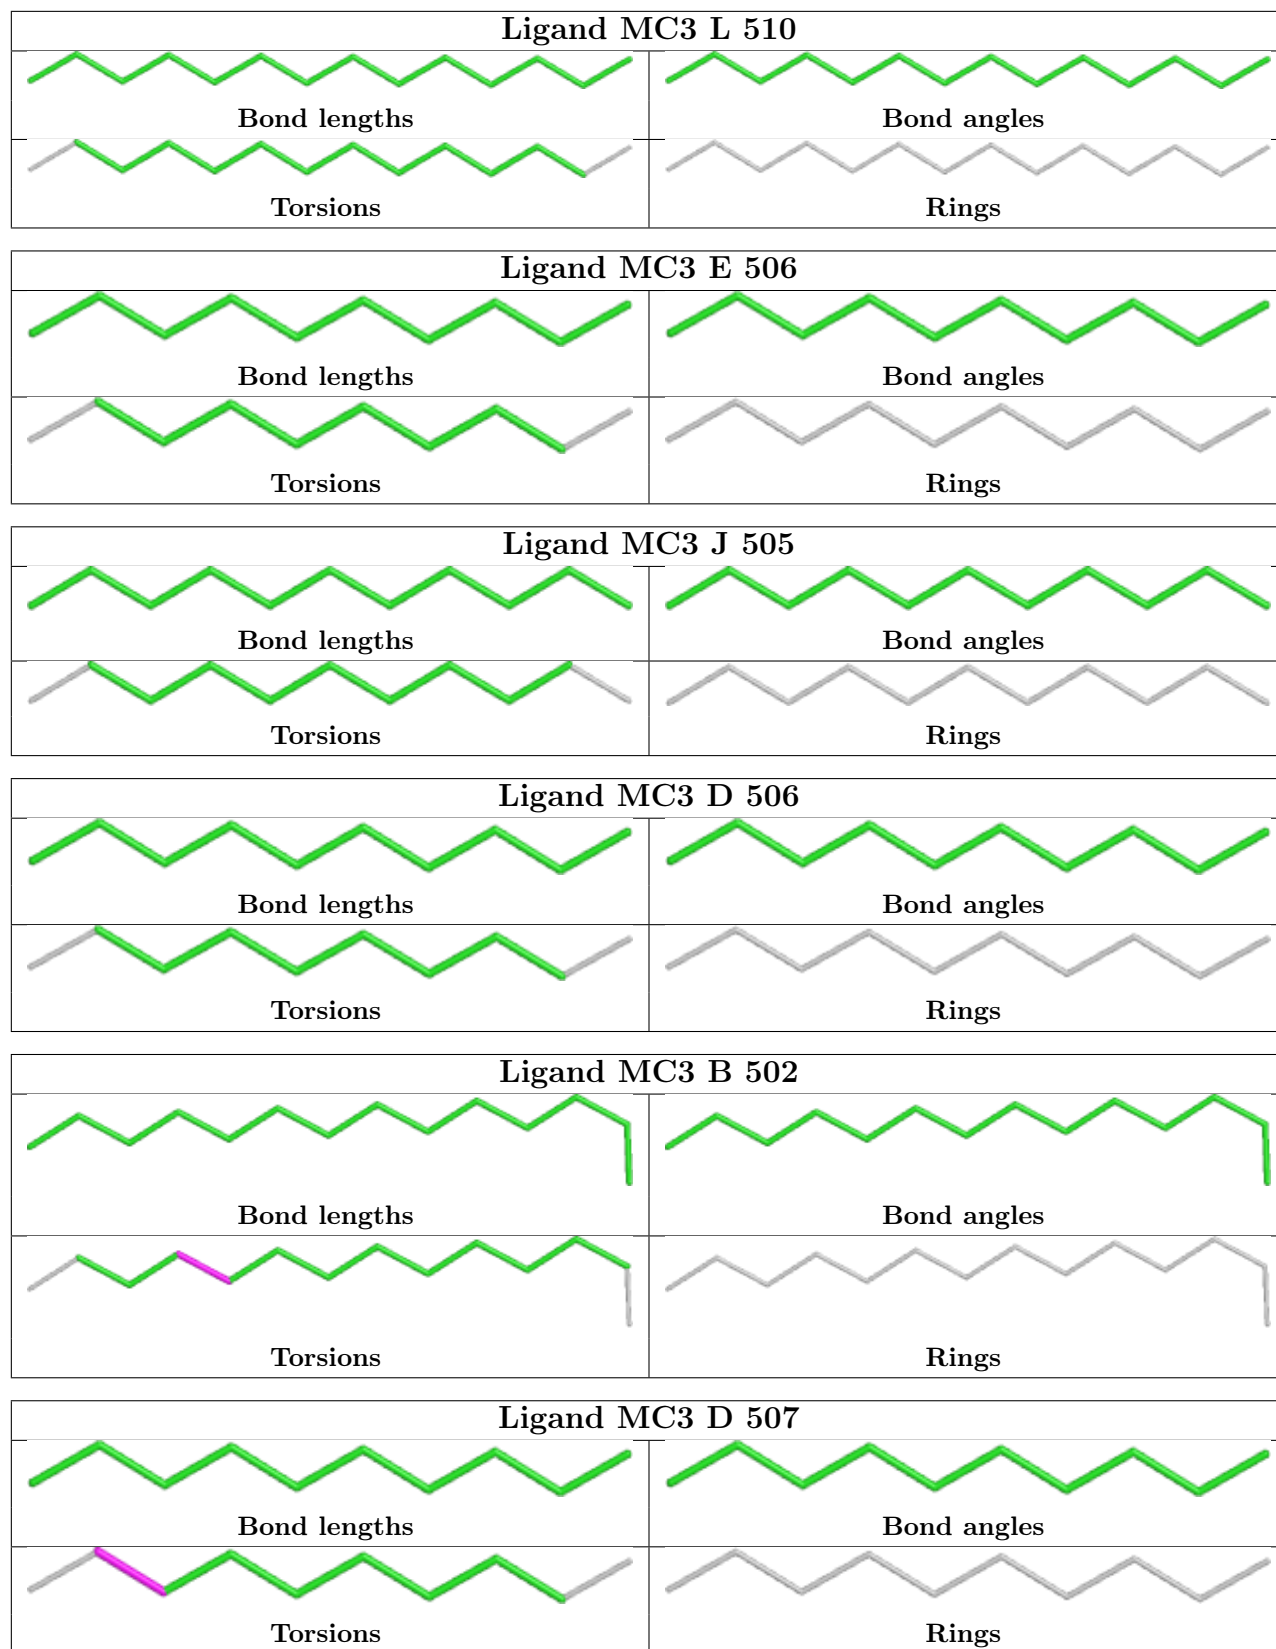 Ligand MC3 L 510
Bond lengths Bond angles
Torsions Rings
Ligand MC3 E 506
Bond lengths Bond angles
Torsions Rings
Ligand MC3 J 505
Bond lengths Bond angles
Torsions Rings
Ligand MC3 D 506
Bond lengths Bond angles
Torsions Rings
Ligand MC3 B 502
Bond lengths Bond angles
Torsions Rings
Ligand MC3 D 507
Bond lengths Bond angles
Torsions Rings